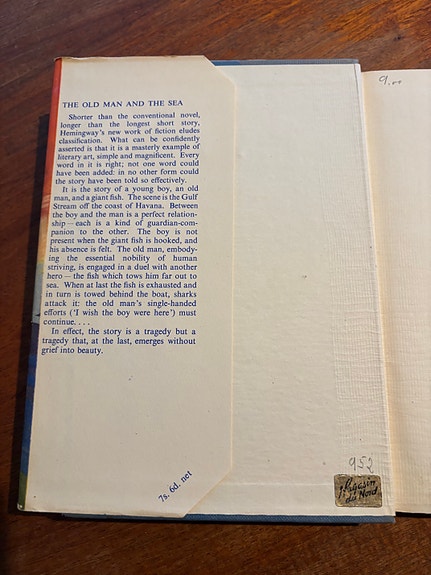 9,00
THE OLD MAN AND THE SEA
Shorter than the conventional novel,
longer than the longest short story,
Hemingway's new work of fiction eludes
classification. What can be confidently
asserted is that it is a masterly example of
literary art, simple and magnificent. Every
word in it is right; not one word could
have been added: in no other form could
the story have been told so effectively.
It is the story of a young boy, an old
man, and a giant fish. The scene is the Gulf
Stream off the coast of Havana. Between
the boy and the man is a perfect relation-
ship—each is a kind of guardian-com-
panion to the other. The boy is not
present when the giant fish is hooked, and
his absence is felt. The old man, embody-
ing the essential nobility of human
striving, is engaged in a duel with another
hero—the fish which tows him far out to
sea. When at last the fish is exhausted and
in turn is towed behind the boat, sharks
attack it: the old man's single-handed
efforts ('I wish the boy were here') must
continue. . . .
In effect, the story is a tragedy but a
tragedy that, at the last, emerges without
grief into beauty.
7s. 6d. net
952
Magasin
du Nord